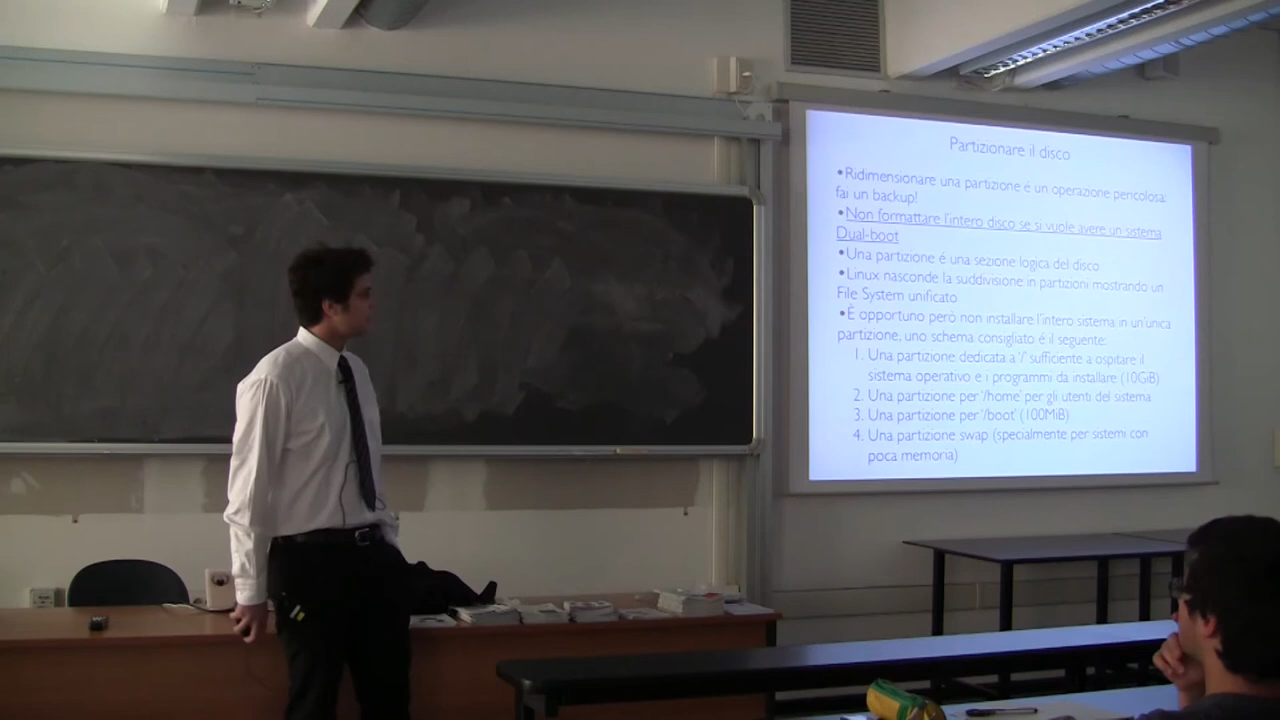 Partizionare il disco
•Ridimensionare una partizione é un operazione pericolosa:
fai un backup!
•Non formattare l'intero disco se si vuole avere un sistema
Dual-boot
•Una partizione é una sezione logica del disco
•Linux nasconde la suddivisione in partizioni mostrando un
File System unificato
•È opportuno però non installare l'intero sistema in un'unica
partizione, uno schema consigliato é il seguente:
1. Una partizione dedicata a '/' sufficiente a ospitare il
sistema operativo e i programmi da installare (10GiB)
2. Una partizione per '/home' per gli utenti del sistema
3. Una partizione per '/boot' (100MiB)
4. Una partizione swap (specialmente per sistemi con
poca memoria)